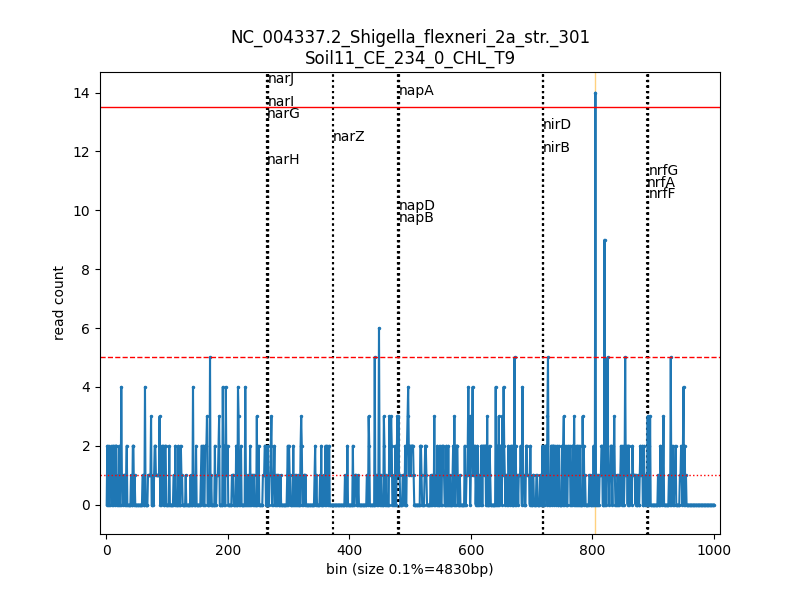 NC_004337.2_Shigella_flexneri_2a_str._301
Soil11_CE_234_0_CHL_T9
narJ
narI
narG
narH
narZ
napA
napD
napB
nirD
nirB
nrfG
nrfA
nrfF
14
12
10
8
6
4
2
0
read count
0 200 400 600 800 1000
bin (size 0.1%=4830bp)